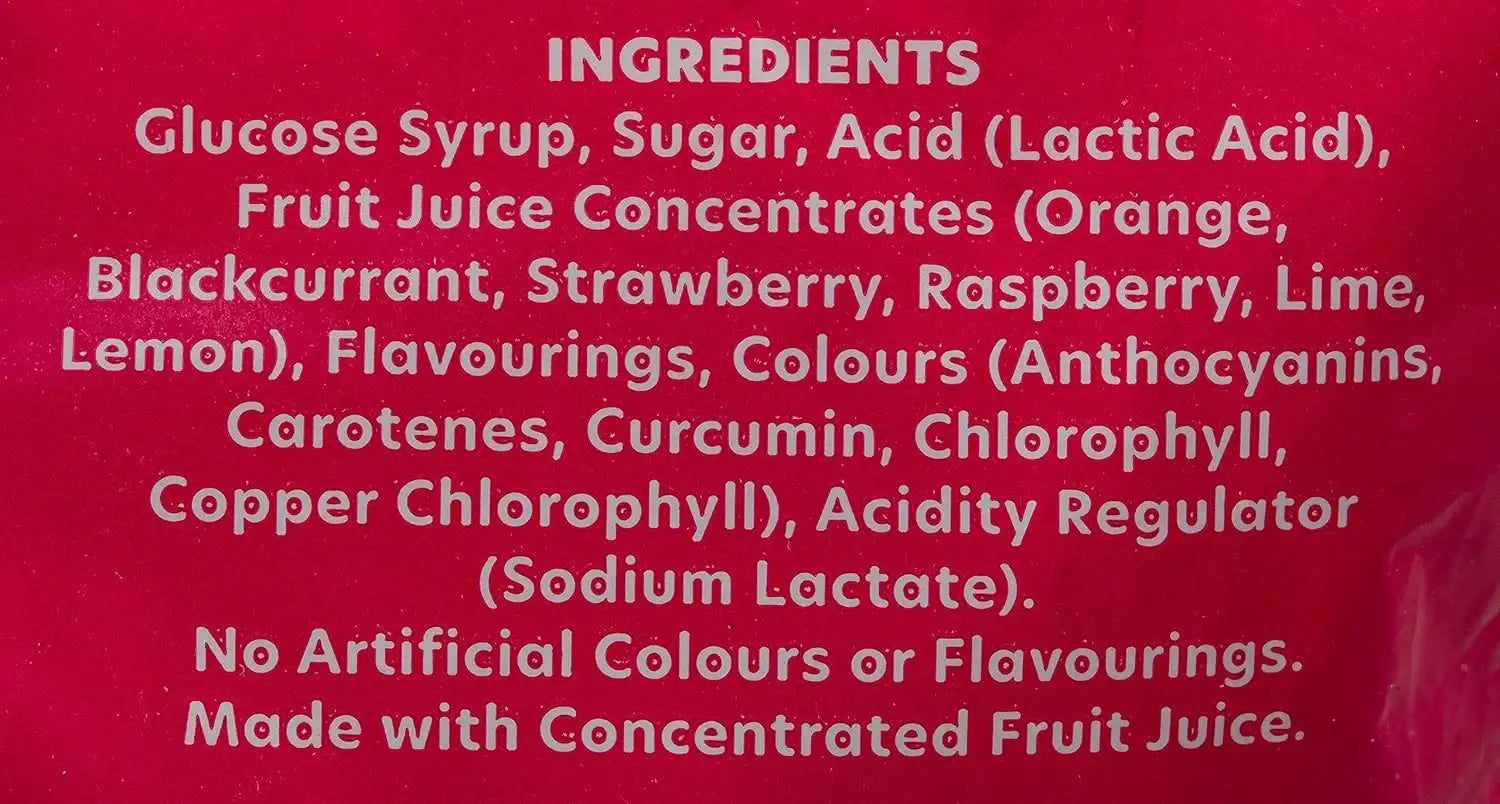 INGREDIENTS
Glucose Syrup, Sugar, Acid (Lactic Acid),
Fruit Juice Concentrates (Orange,
Blackcurrant, Strawberry, Raspberry, Lime,
Lemon), Flavourings, Colours (Anthocyanins,
Carotenes, Curcumin, Chlorophyll,
Copper Chlorophyll), Acidity Regulator
(Sodium Lactate).
No Artificial Colours or Flavourings.
Made with Concentrated Fruit Juice.